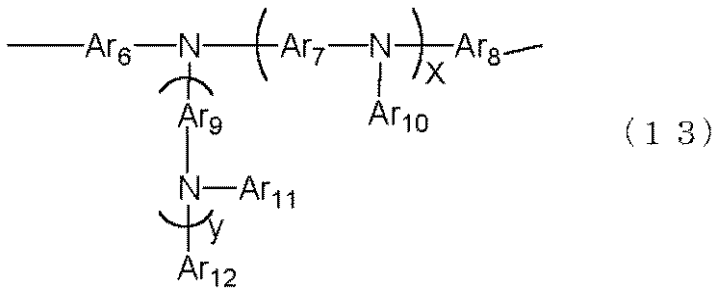 Ar₆ N Ar₇ N Ar₈
X
Ar₉ Ar₁₀
(１３)
N Ar₁₁
y
Ar₁₂